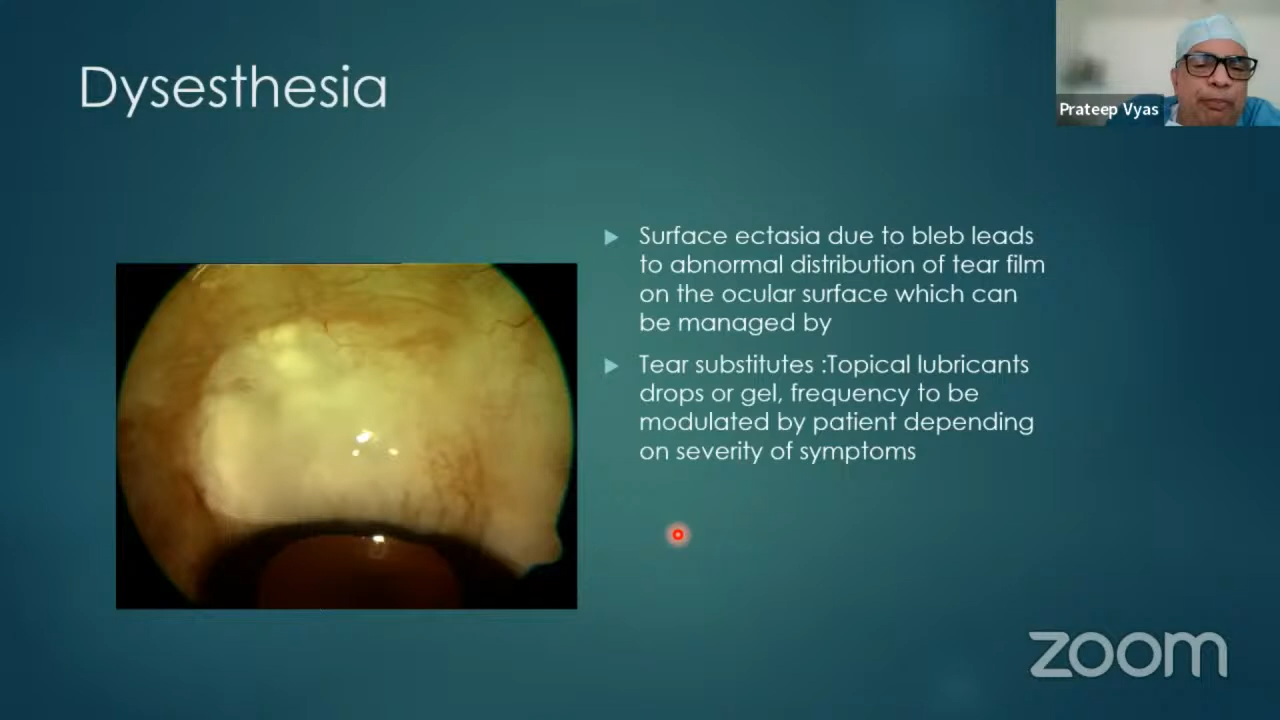 Dysesthesia
Prateep Vyas
Surface ectasia due to bleb leads
to abnormal distribution of tear film
on the ocular surface which can
be managed by
Tear substitutes :Topical lubricants
drops or gel, frequency to be
modulated by patient depending
on severity of symptoms
zoom